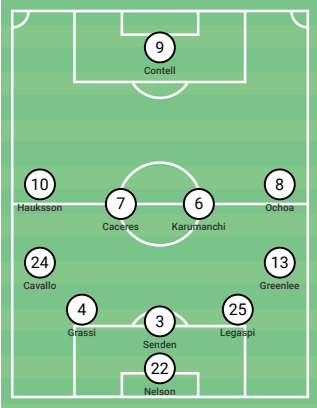 9
Contell
10
Hauksson
8
Ochoa
7
Caceres
6
Karumanchi
24
Cavallo
13
Greenlee
4
Grassi
25
Legaspi
3
Senden
22
Nelson